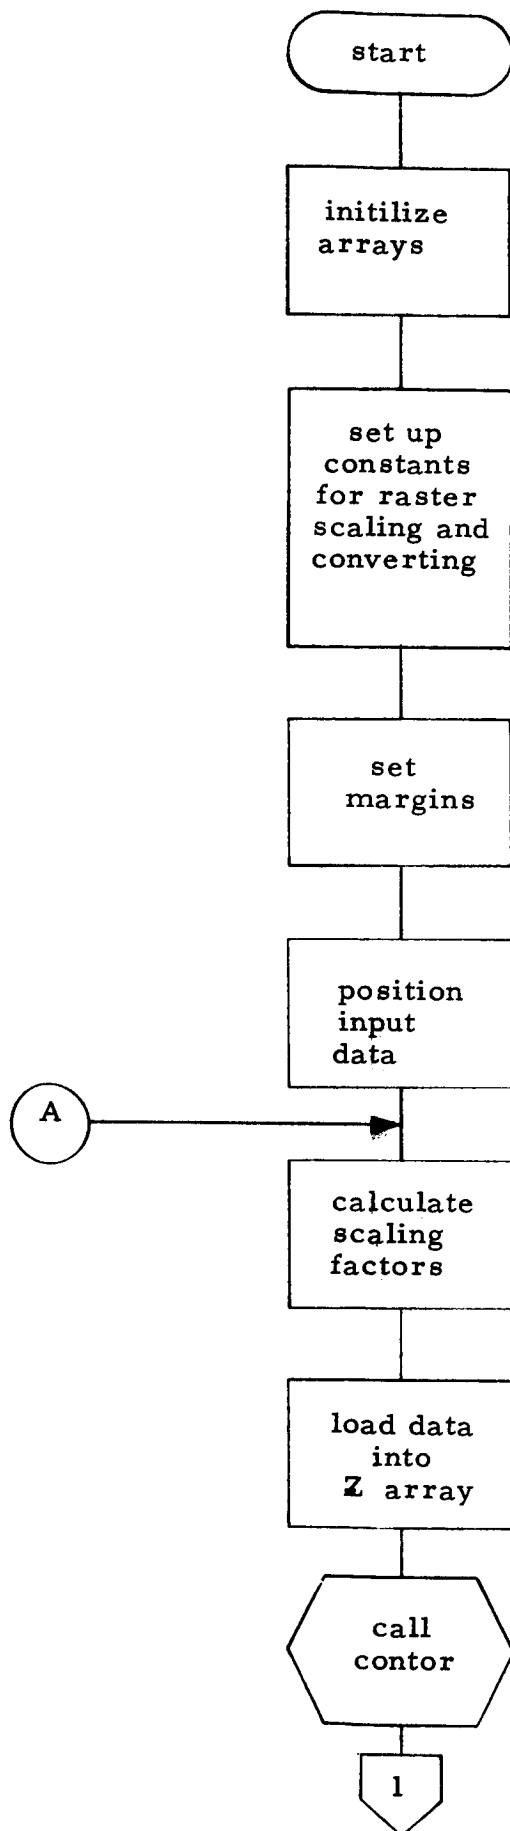 start
initilize
arrays
set up
constants
for raster
scaling and
converting
set
margins
position
input
data
A
calculate
scaling
factors
load data
into
Z array
call
contor
1